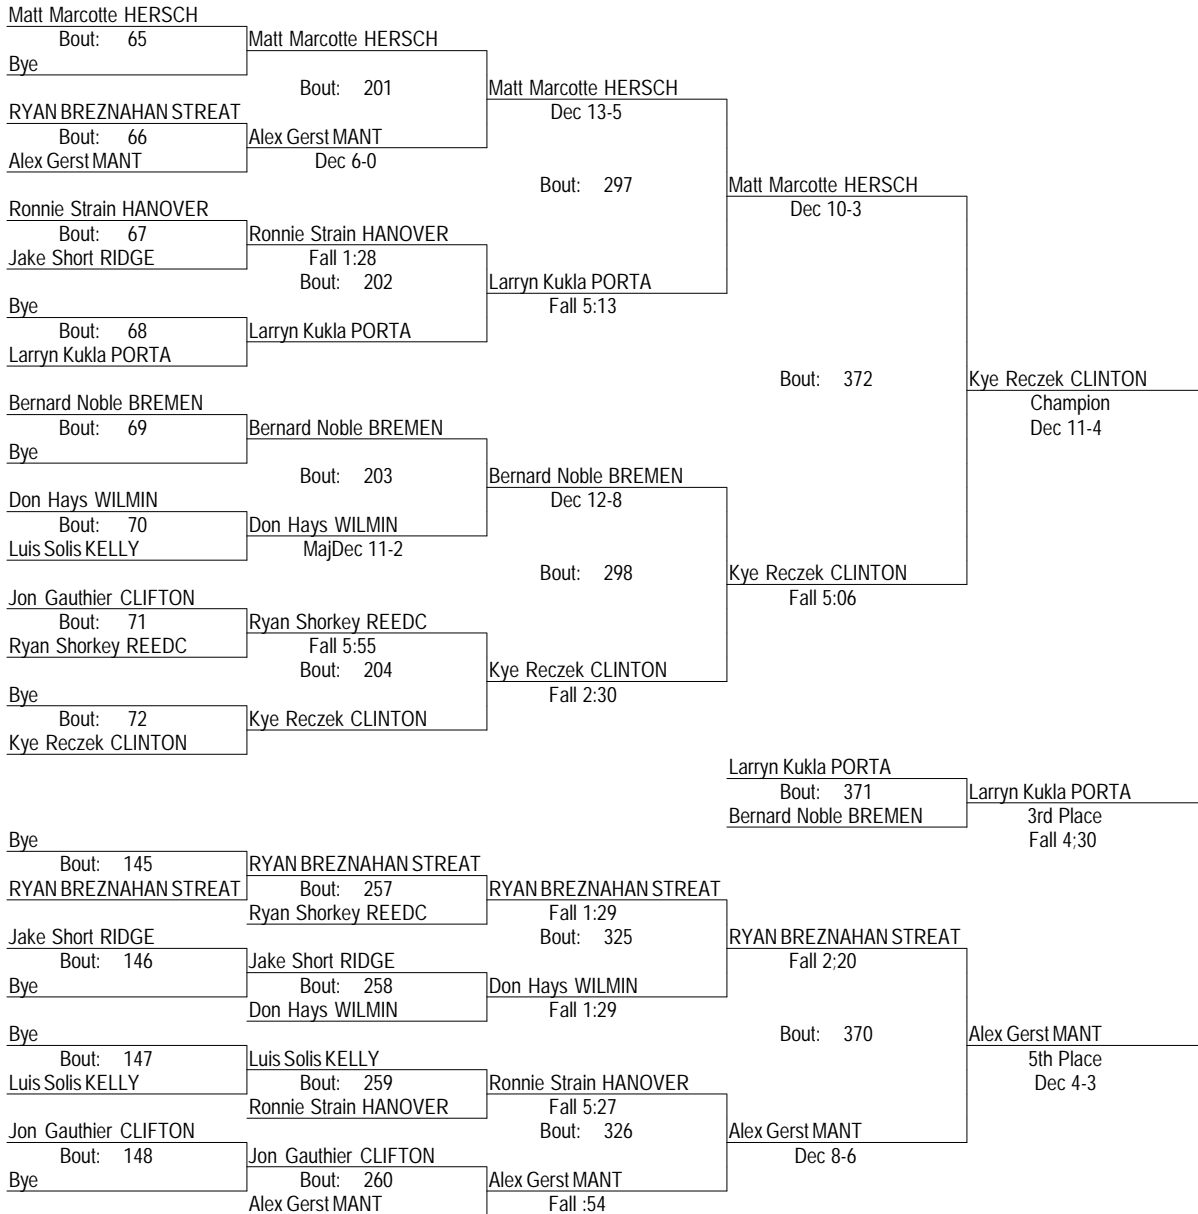 Matt Marcotte HERSCH
Bout: 65
Matt Marcotte HERSCH
Bye
Bout: 201
Matt Marcotte HERSCH
RYAN BREZNAHAN STREAT
Dec 13-5
Bout: 66
Alex Gerst MANT
Alex Gerst MANT
Dec 6-0
Bout: 297
Matt Marcotte HERSCH
Ronnie Strain HANOVER
Dec 10-3
Bout: 67
Ronnie Strain HANOVER
Jake Short RIDGE
Fall 1:28
Bout: 202
Larryn Kukla PORTA
Bye
Fall 5:13
Bout: 68
Larryn Kukla PORTA
Larryn Kukla PORTA
Bout: 372
Kye Reczek CLINTON
Bernard Noble BREMEN
Champion
Bout: 69
Bernard Noble BREMEN
Dec 11-4
Bye
Bout: 203
Bernard Noble BREMEN
Don Hays WILMIN
Dec 12-8
Bout: 70
Don Hays WILMIN
Luis Solis KELLY
MajDec 11-2
Bout: 298
Kye Reczek CLINTON
Jon Gauthier CLIFTON
Fall 5:06
Bout: 71
Ryan Shorkey REEDC
Ryan Shorkey REEDC
Fall 5:55
Bout: 204
Kye Reczek CLINTON
Bye
Fall 2:30
Bout: 72
Kye Reczek CLINTON
Kye Reczek CLINTON
Larryn Kukla PORTA
Bout: 371
Larryn Kukla PORTA
Bernard Noble BREMEN
3rd Place
Fall 4;30
Bye
Bout: 145
RYAN BREZNAHAN STREAT
RYAN BREZNAHAN STREAT
Bout: 257
RYAN BREZNAHAN STREAT
Ryan Shorkey REEDC
Fall 1:29
Jake Short RIDGE
Bout: 325
RYAN BREZNAHAN STREAT
Bout: 146
Jake Short RIDGE
Fall 2;20
Bye
Bout: 258
Don Hays WILMIN
Don Hays WILMIN
Fall 1:29
Bye
Bout: 370
Alex Gerst MANT
Bout: 147
Luis Solis KELLY
5th Place
Luis Solis KELLY
Bout: 259
Ronnie Strain HANOVER
Dec 4-3
Ronnie Strain HANOVER
Fall 5:27
Jon Gauthier CLIFTON
Bout: 326
Alex Gerst MANT
Bout: 148
Jon Gauthier CLIFTON
Dec 8-6
Bye
Bout: 260
Alex Gerst MANT
Alex Gerst MANT
Fall :54